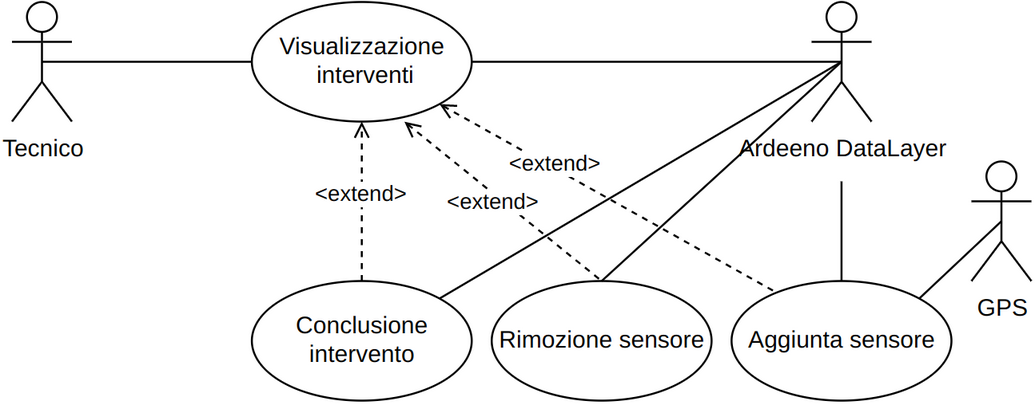 Visualizzazione
interventi
Tecnico
Ardeeno DataLayer
<extend>
<extend>
<extend>
GPS
Conclusione
intervento
Rimozione sensore
Aggiunta sensore